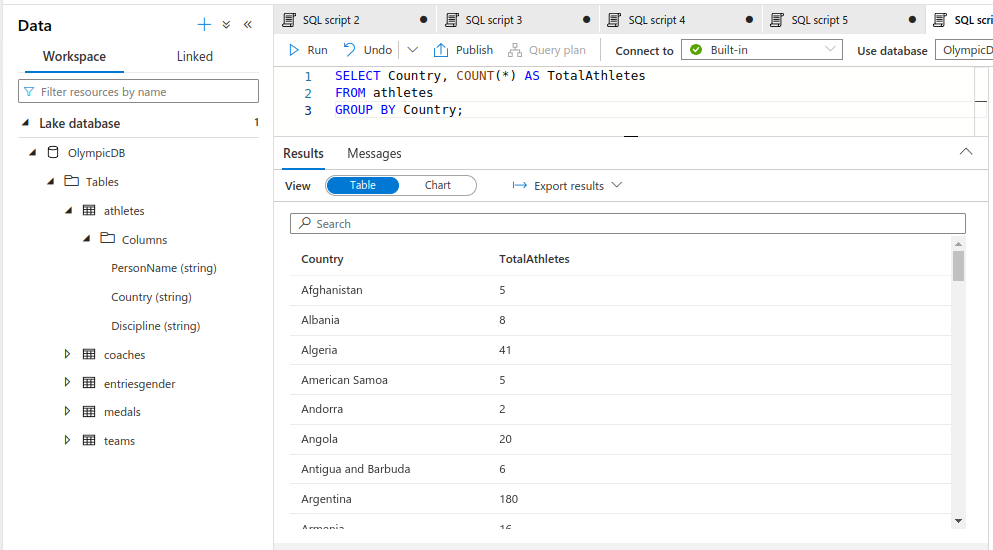 Data
Workspace
Linked
Filter resources by name
Lake database
1
OlympicDB
Tables
athletes
Columns
PersonName (string)
Country (string)
Discipline (string)
coaches
entriesgender
medals
teams
SQL script 2
SQL script 3
SQL script 4
SQL script 5
SQL scri
Run
Undo
Publish
Query plan
Connect to
Built-in
Use database
OlympicD
1 SELECT Country, COUNT(*) AS TotalAthletes
2 FROM athletes
3 GROUP BY Country;
Results
Messages
View
Table
Chart
Export results
Search
Country TotalAthletes
Afghanistan 5
Albania 8
Algeria 41
American Samoa 5
Andorra 2
Angola 20
Antigua and Barbuda 6
Argentina 180
Armenia 16